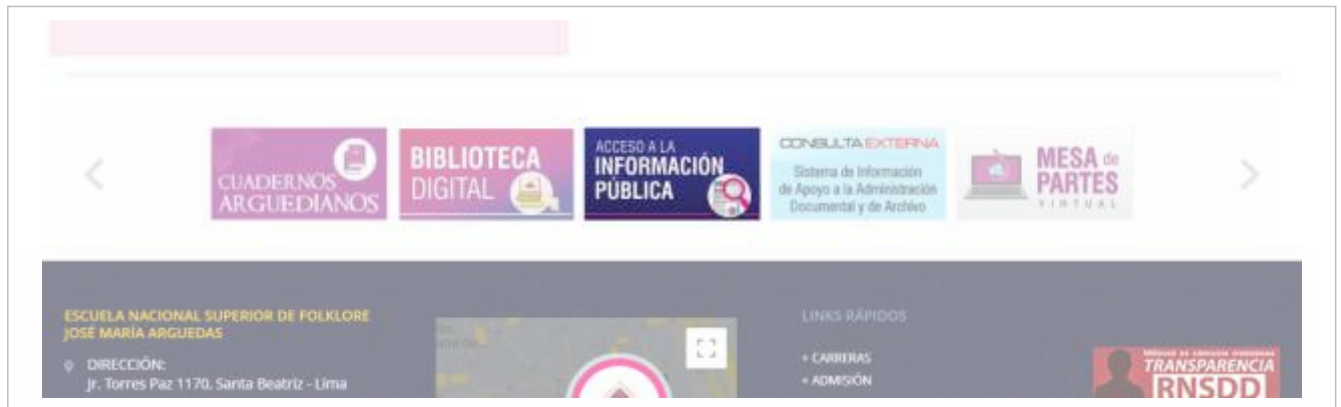 CUADERNOS
ARGUEDIANOS
BIBLIOTECA
DIGITAL
ACCESO A LA
INFORMACIÓN
PÚBLICA
CONSULTA EXTERNA
Sistema de Información
de Apoyo a la Administración
Documental y de Archivo
MESA de
PARTES
VIRTUAL
ESCUELA NACIONAL SUPERIOR DE FOLKLORE
JOSÉ MARÍA ARGUEDAS
DIRECCIÓN:
Jr. Torres Paz 1170, Santa Beatriz - Lima
LINKS RÁPIDOS
+ CARRERAS
+ ADMISIÓN
TRANSPARENCIA
RNSDD